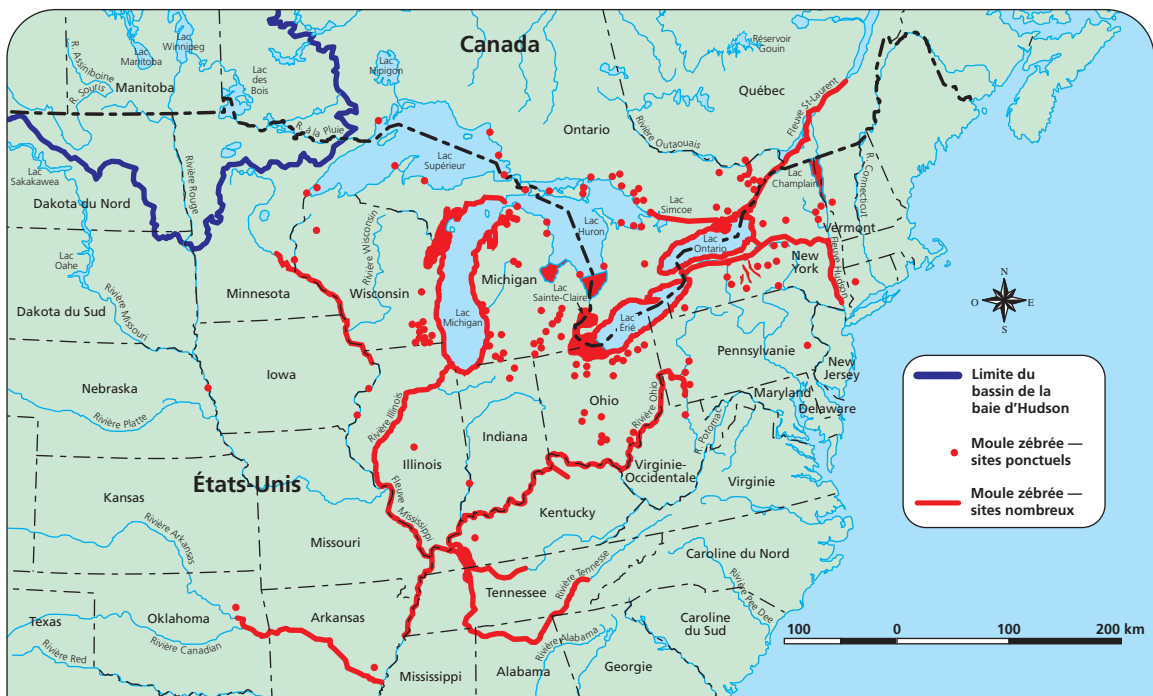 Canada
Lac
Winnipeg
Lac
Manitoba
R. Assiniboine
R. Souris
Manitoba
Lac
des
Bois
Lac
Nipigon
Réservoir
Gouin
Québec
Ontario
Fleuve St-Laurent
Rivière
Outaouais
R. à la Pluie
Lac
Supérieur
Lac
Sakakawea
Rivière Rouge
Dakota du Nord
Lac
Champlain
R. Connecticut
Lac
Simcoe
Lac
Huron
Lac
Ontario
Vermont
New
York
Fleuve Hudson
Lac
Oahe
Rivière Missouri
Dakota du Sud
Minnesota
Rivière Wisconsin
Wisconsin
Michigan
Lac
Sainte-Claire
Lac
Michigan
Lac
Érié
N
O
E
S
Pennsylvanie
New
Jersey
Maryland
Delaware
Iowa
Nebraska
Rivière Platte
Rivière Illinois
Ohio
Rivière Ohio
R. Potomac
Indiana
Illinois
Virginie-
Occidentale
Virginie
États-Unis
Kansas
Fleuve
Mississippi
Kentucky
Missouri
Rivière Arkansas
Caroline du Nord
Rivière Tennesse
Tennessee
Rivière Pee Dee
Texas
Oklahoma
Arkansas
Rivière Canadian
Rivière Red
Caroline
du Sud
Rivière Alabama
Mississippi
Alabama
Georgie
Limite du
bassin de la
baie d’Hudson
Moule zébrée —
sites ponctuels
Moule zébrée —
sites nombreux
100 0 100 200 km